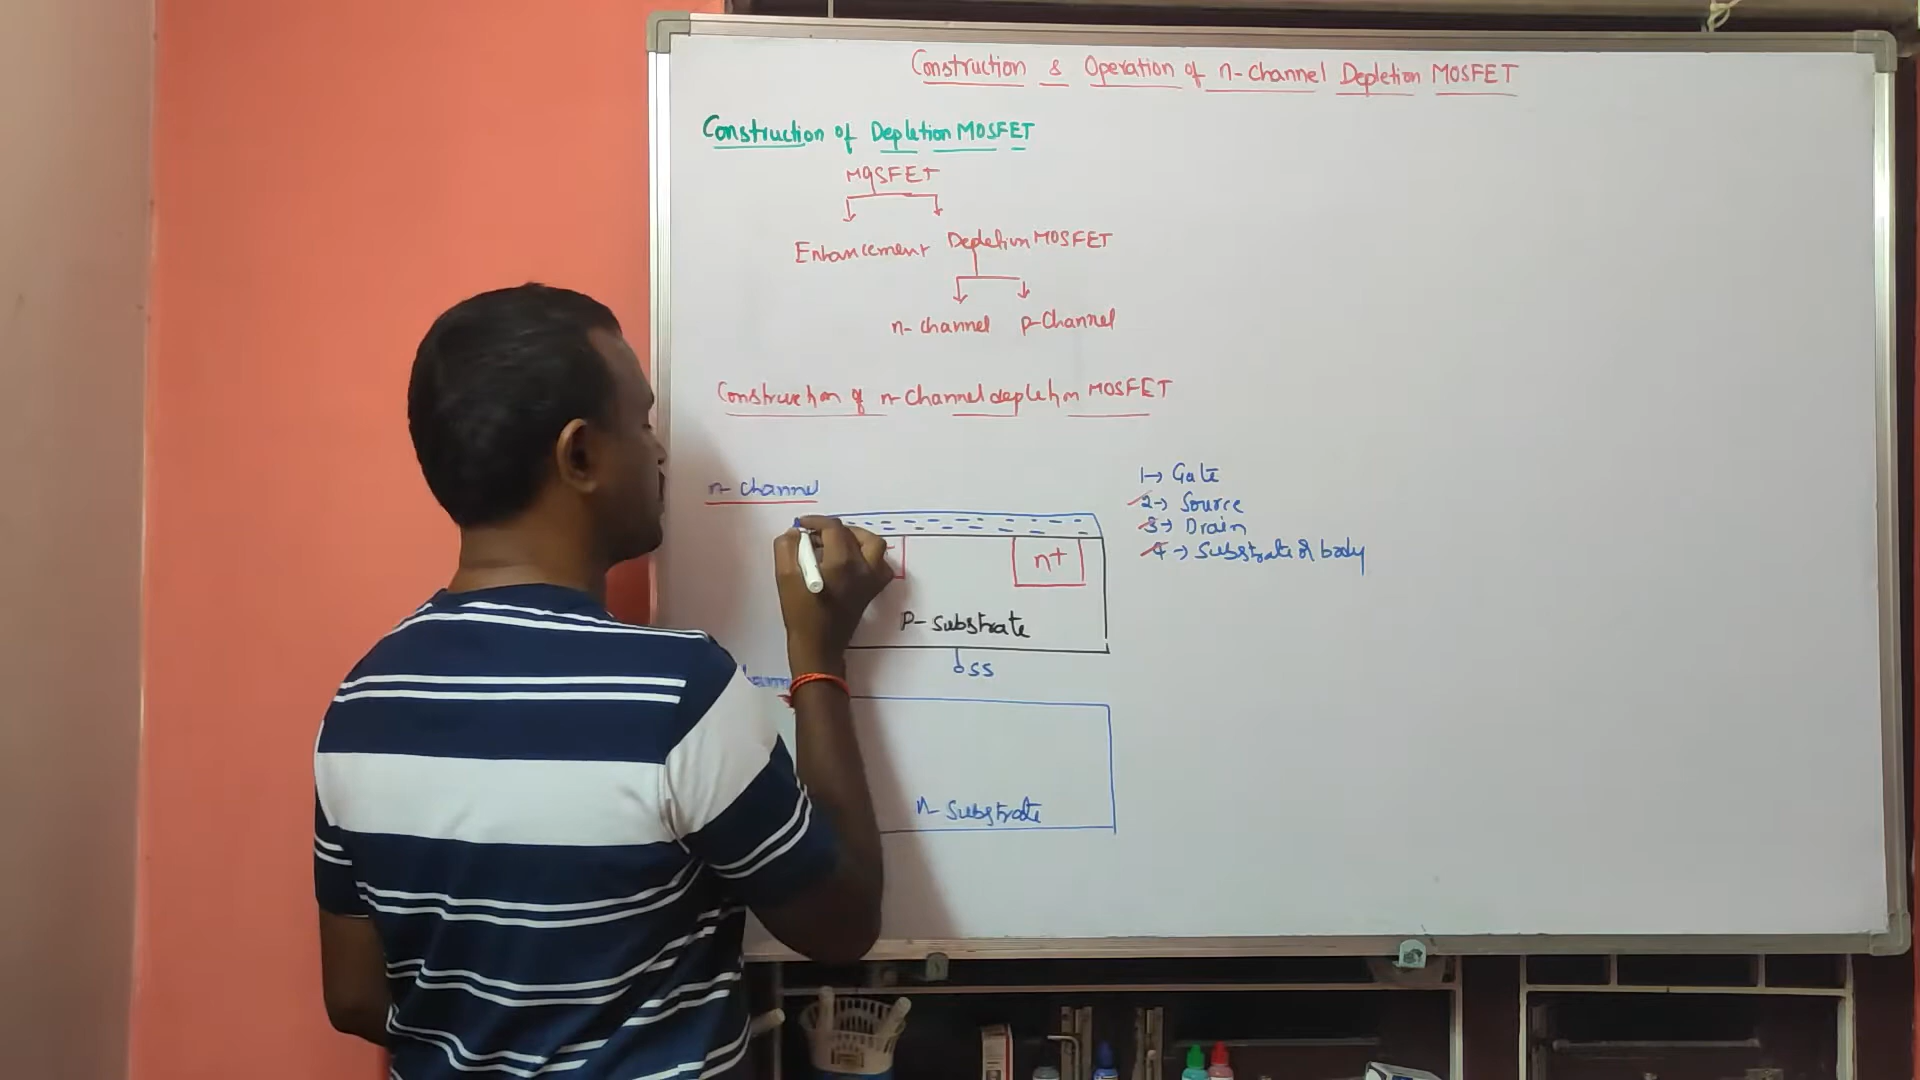 Construction & Operation of n-channel Depletion MOSFET
Construction of Depletion MOSFET
MOSFET
Enhancement Depletion MOSFET
n-channel p-channel
Construction of n-channel depletion MOSFET
n-channel
1→ Gate
2→ Source
3→ Drain
4→ Substrate or body
n+
P-substrate
SS
n-substrate